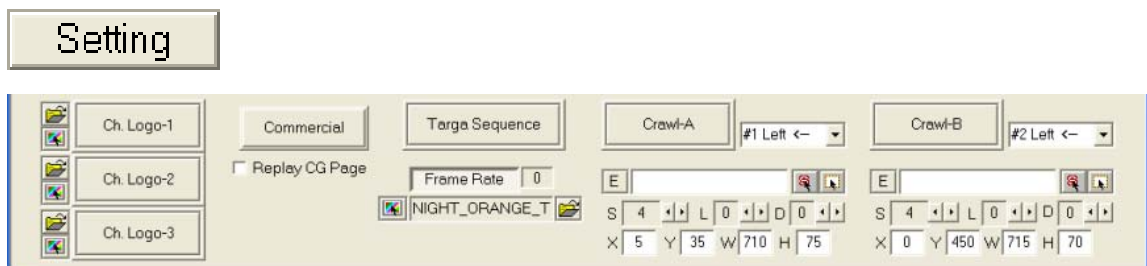 Setting
Ch. Logo-1
Ch. Logo-2
Ch. Logo-3
Commercial
Replay CG Page
Targa Sequence
Frame Rate 0
NIGHT_ORANGE_T
Crawl-A #1 Left <--
E
S 4 L 0 D 0
X 5 Y 35 W 710 H 75
Crawl-B #2 Left <--
E
S 4 L 0 D 0
X 0 Y 450 W 715 H 70